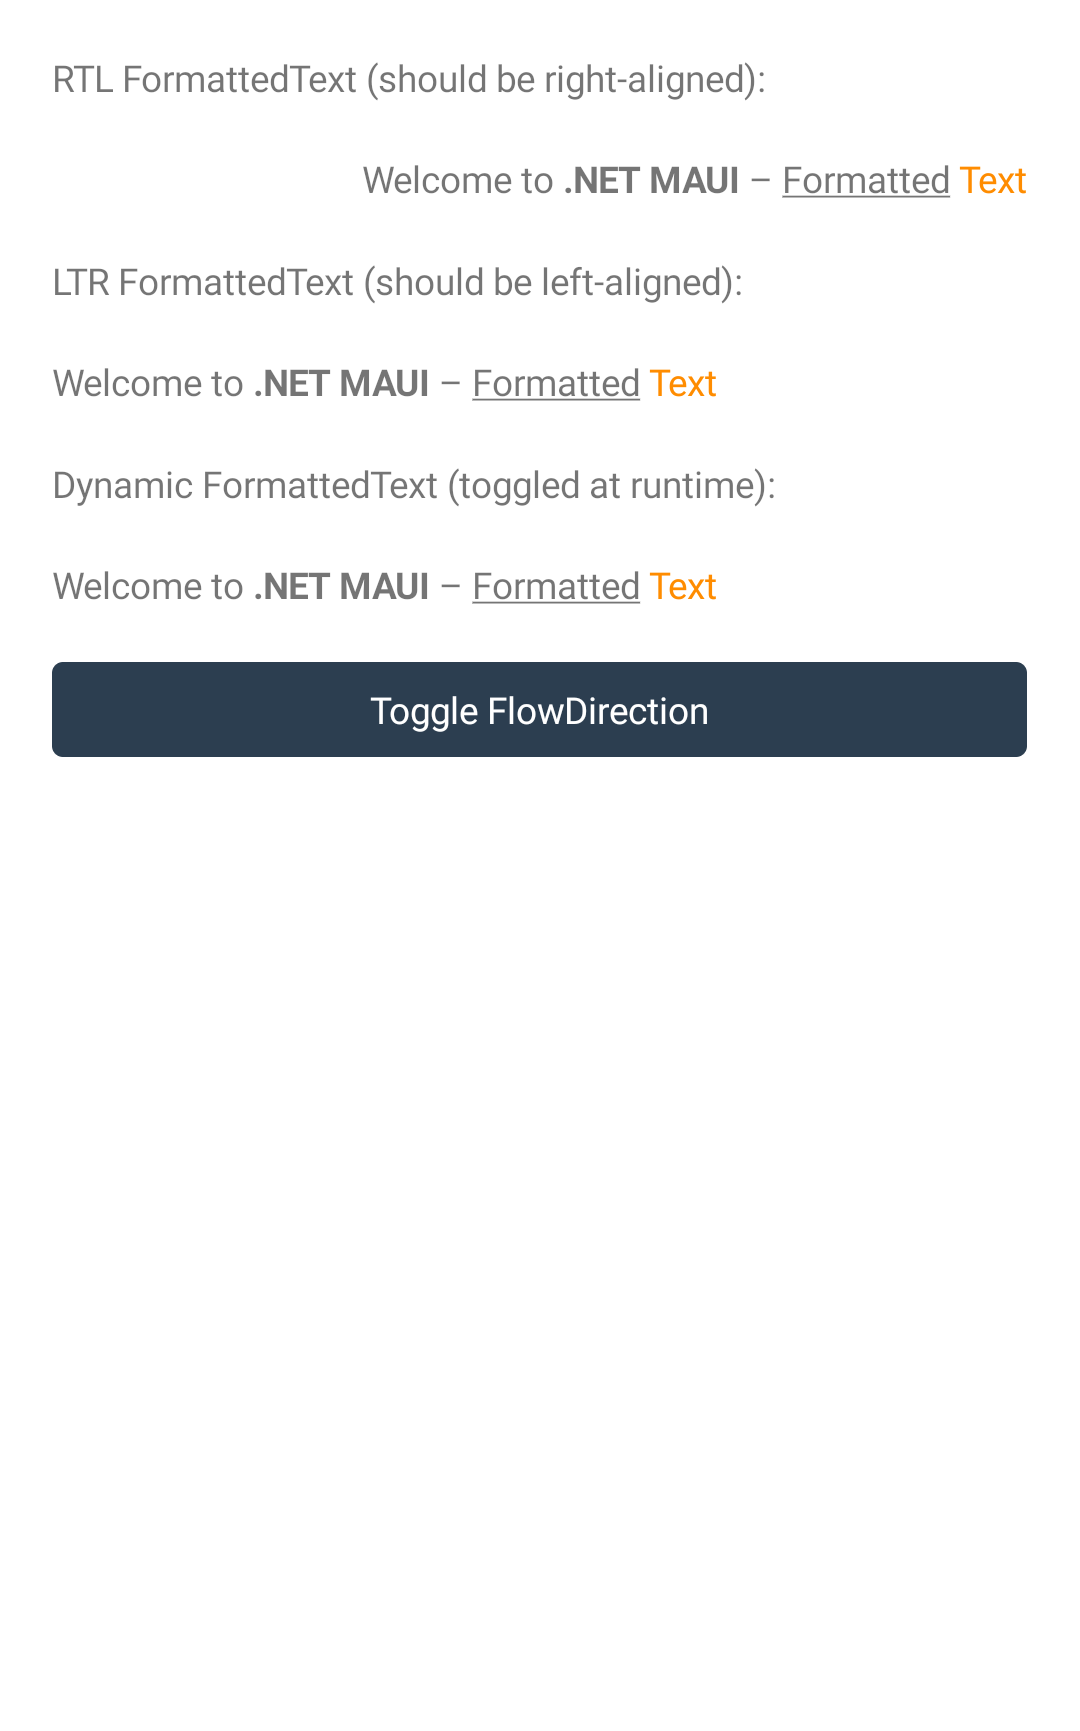 RTL FormattedText (should be right-aligned):
Welcome to .NET MAUI – Formatted Text
LTR FormattedText (should be left-aligned):
Welcome to .NET MAUI – Formatted Text
Dynamic FormattedText (toggled at runtime):
Welcome to .NET MAUI – Formatted Text
Toggle FlowDirection